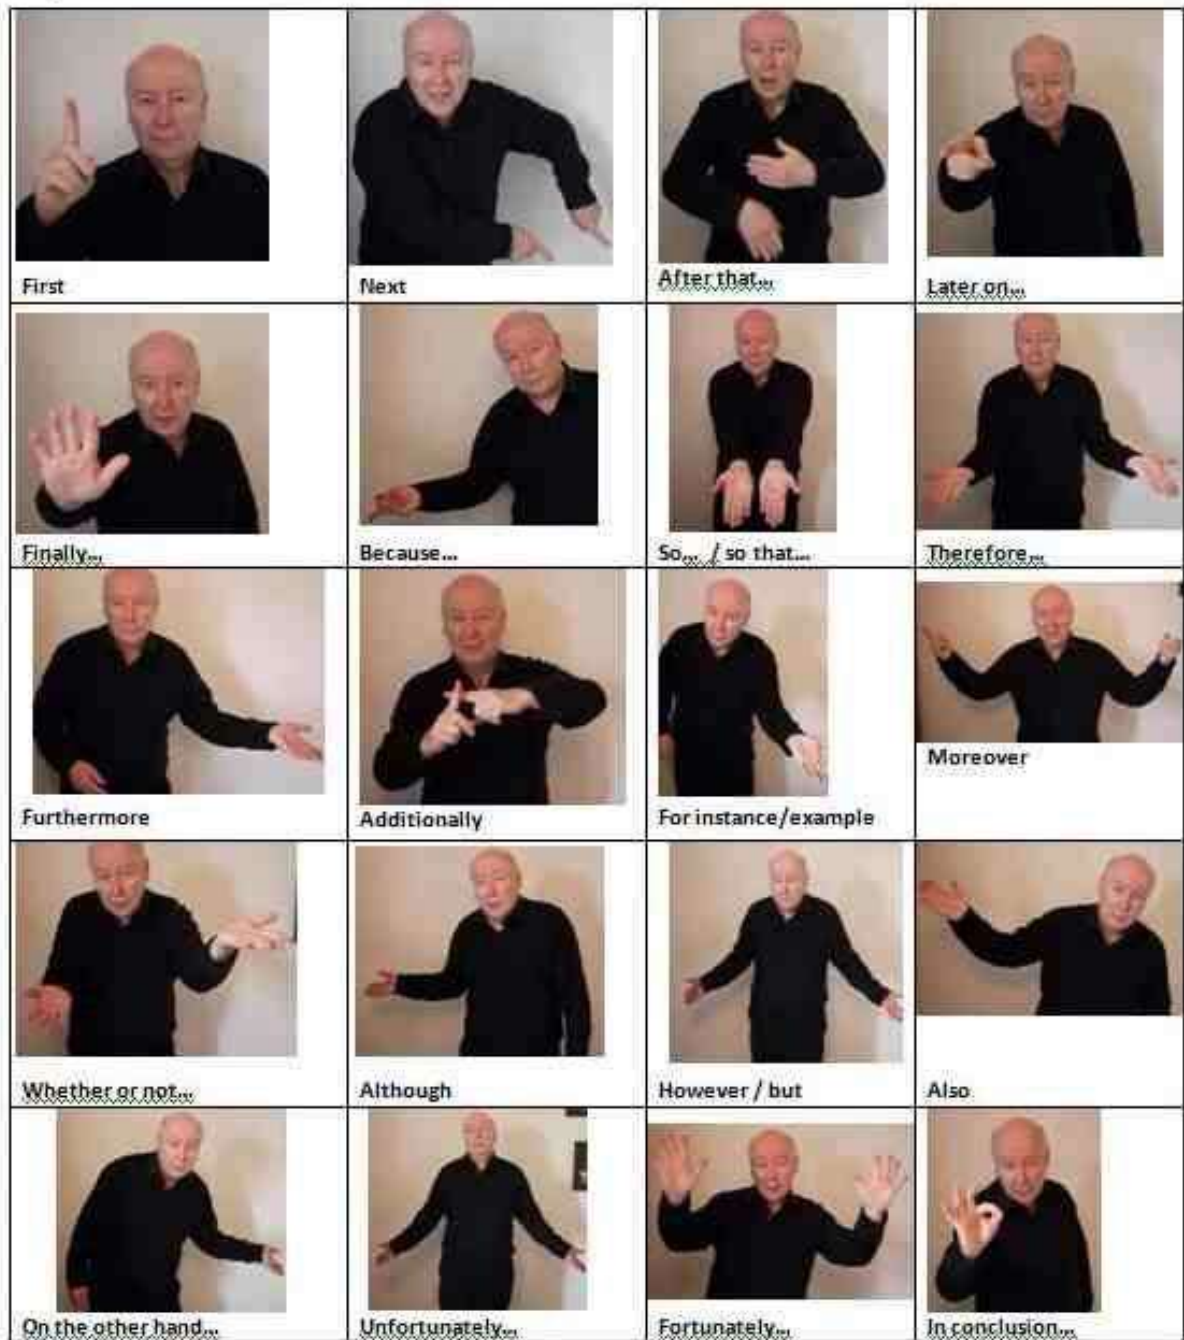 First
Next
After that...
Later on...
Finally...
Because...
So... / so that...
Therefore...
Furthermore
Additionally
For instance/example
Moreover
Whether or not...
Although
However / but
Also
On the other hand...
Unfortunately...
Fortunately...
In conclusion...